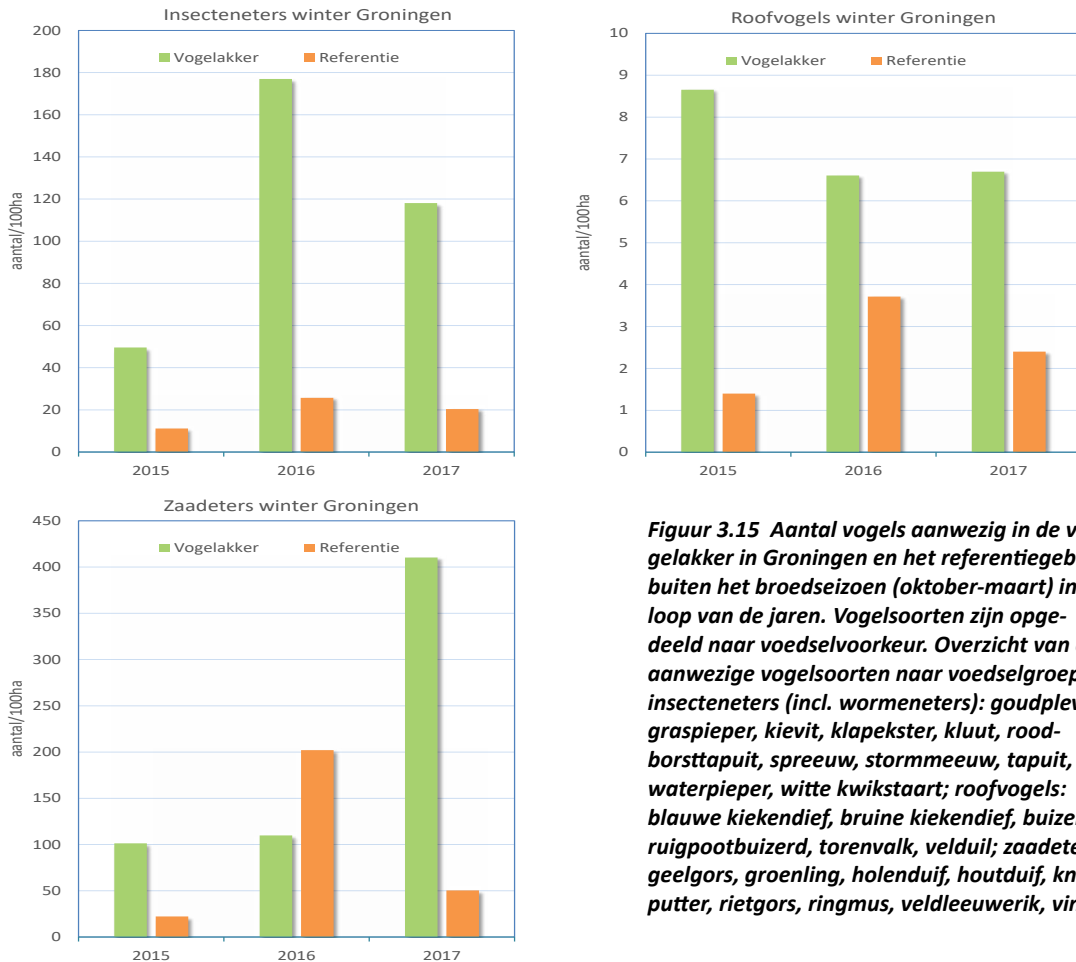 Insecteneters winter Groningen
Vogelakker Referentie
aantal/100ha
200
180
160
140
120
100
80
60
40
20
0
2015 2016 2017
Roofvogels winter Groningen
Vogelakker Referentie
aantal/100ha
10
9
8
7
6
5
4
3
2
1
0
2015 2016 2017
Zaadeters winter Groningen
Vogelakker Referentie
aantal/100ha
450
400
350
300
250
200
150
100
50
0
2015 2016 2017
Figuur 3.15 Aantal vogels aanwezig in de v
gelakker in Groningen en het referentiegeb
buiten het broedseizoen (oktober-maart) in
loop van de jaren. Vogelsoorten zijn opge-
deeld naar voedselvoorkeur. Overzicht van
aanwezige vogelsoorten naar voedselgroep
insecteneters (incl. wormeneters): goudplev
graspieper, kievit, klapekster, kluut, rood-
borsttapuit, spreeuw, stormmeeuw, tapuit,
waterpieper, witte kwikstaart; roofvogels:
blauwe kiekendief, bruine kiekendief, buize
ruigpootbuizerd, torenvalk, velduil; zaadete
geelgors, groenling, holenduif, houtduif, kn
putter, rietgors, ringmus, veldleeuwerik, vin